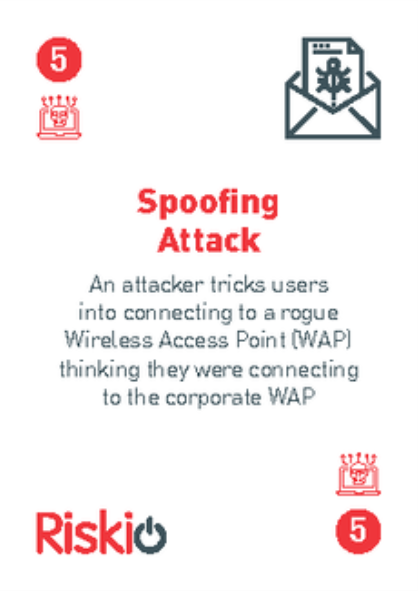 5
Spoofing
Attack
An attacker tricks users
into connecting to a rogue
Wireless Access Point (WAP)
thinking they were connecting
to the corporate WAP
Riskio
5